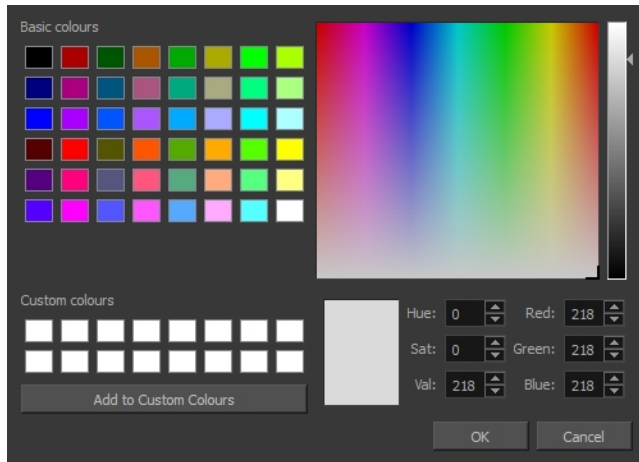 Basic colours
Custom colours
Add to Custom Colours
Hue: 0 Red: 218
Sat: 0 Green: 218
Val: 218 Blue: 218
OK Cancel